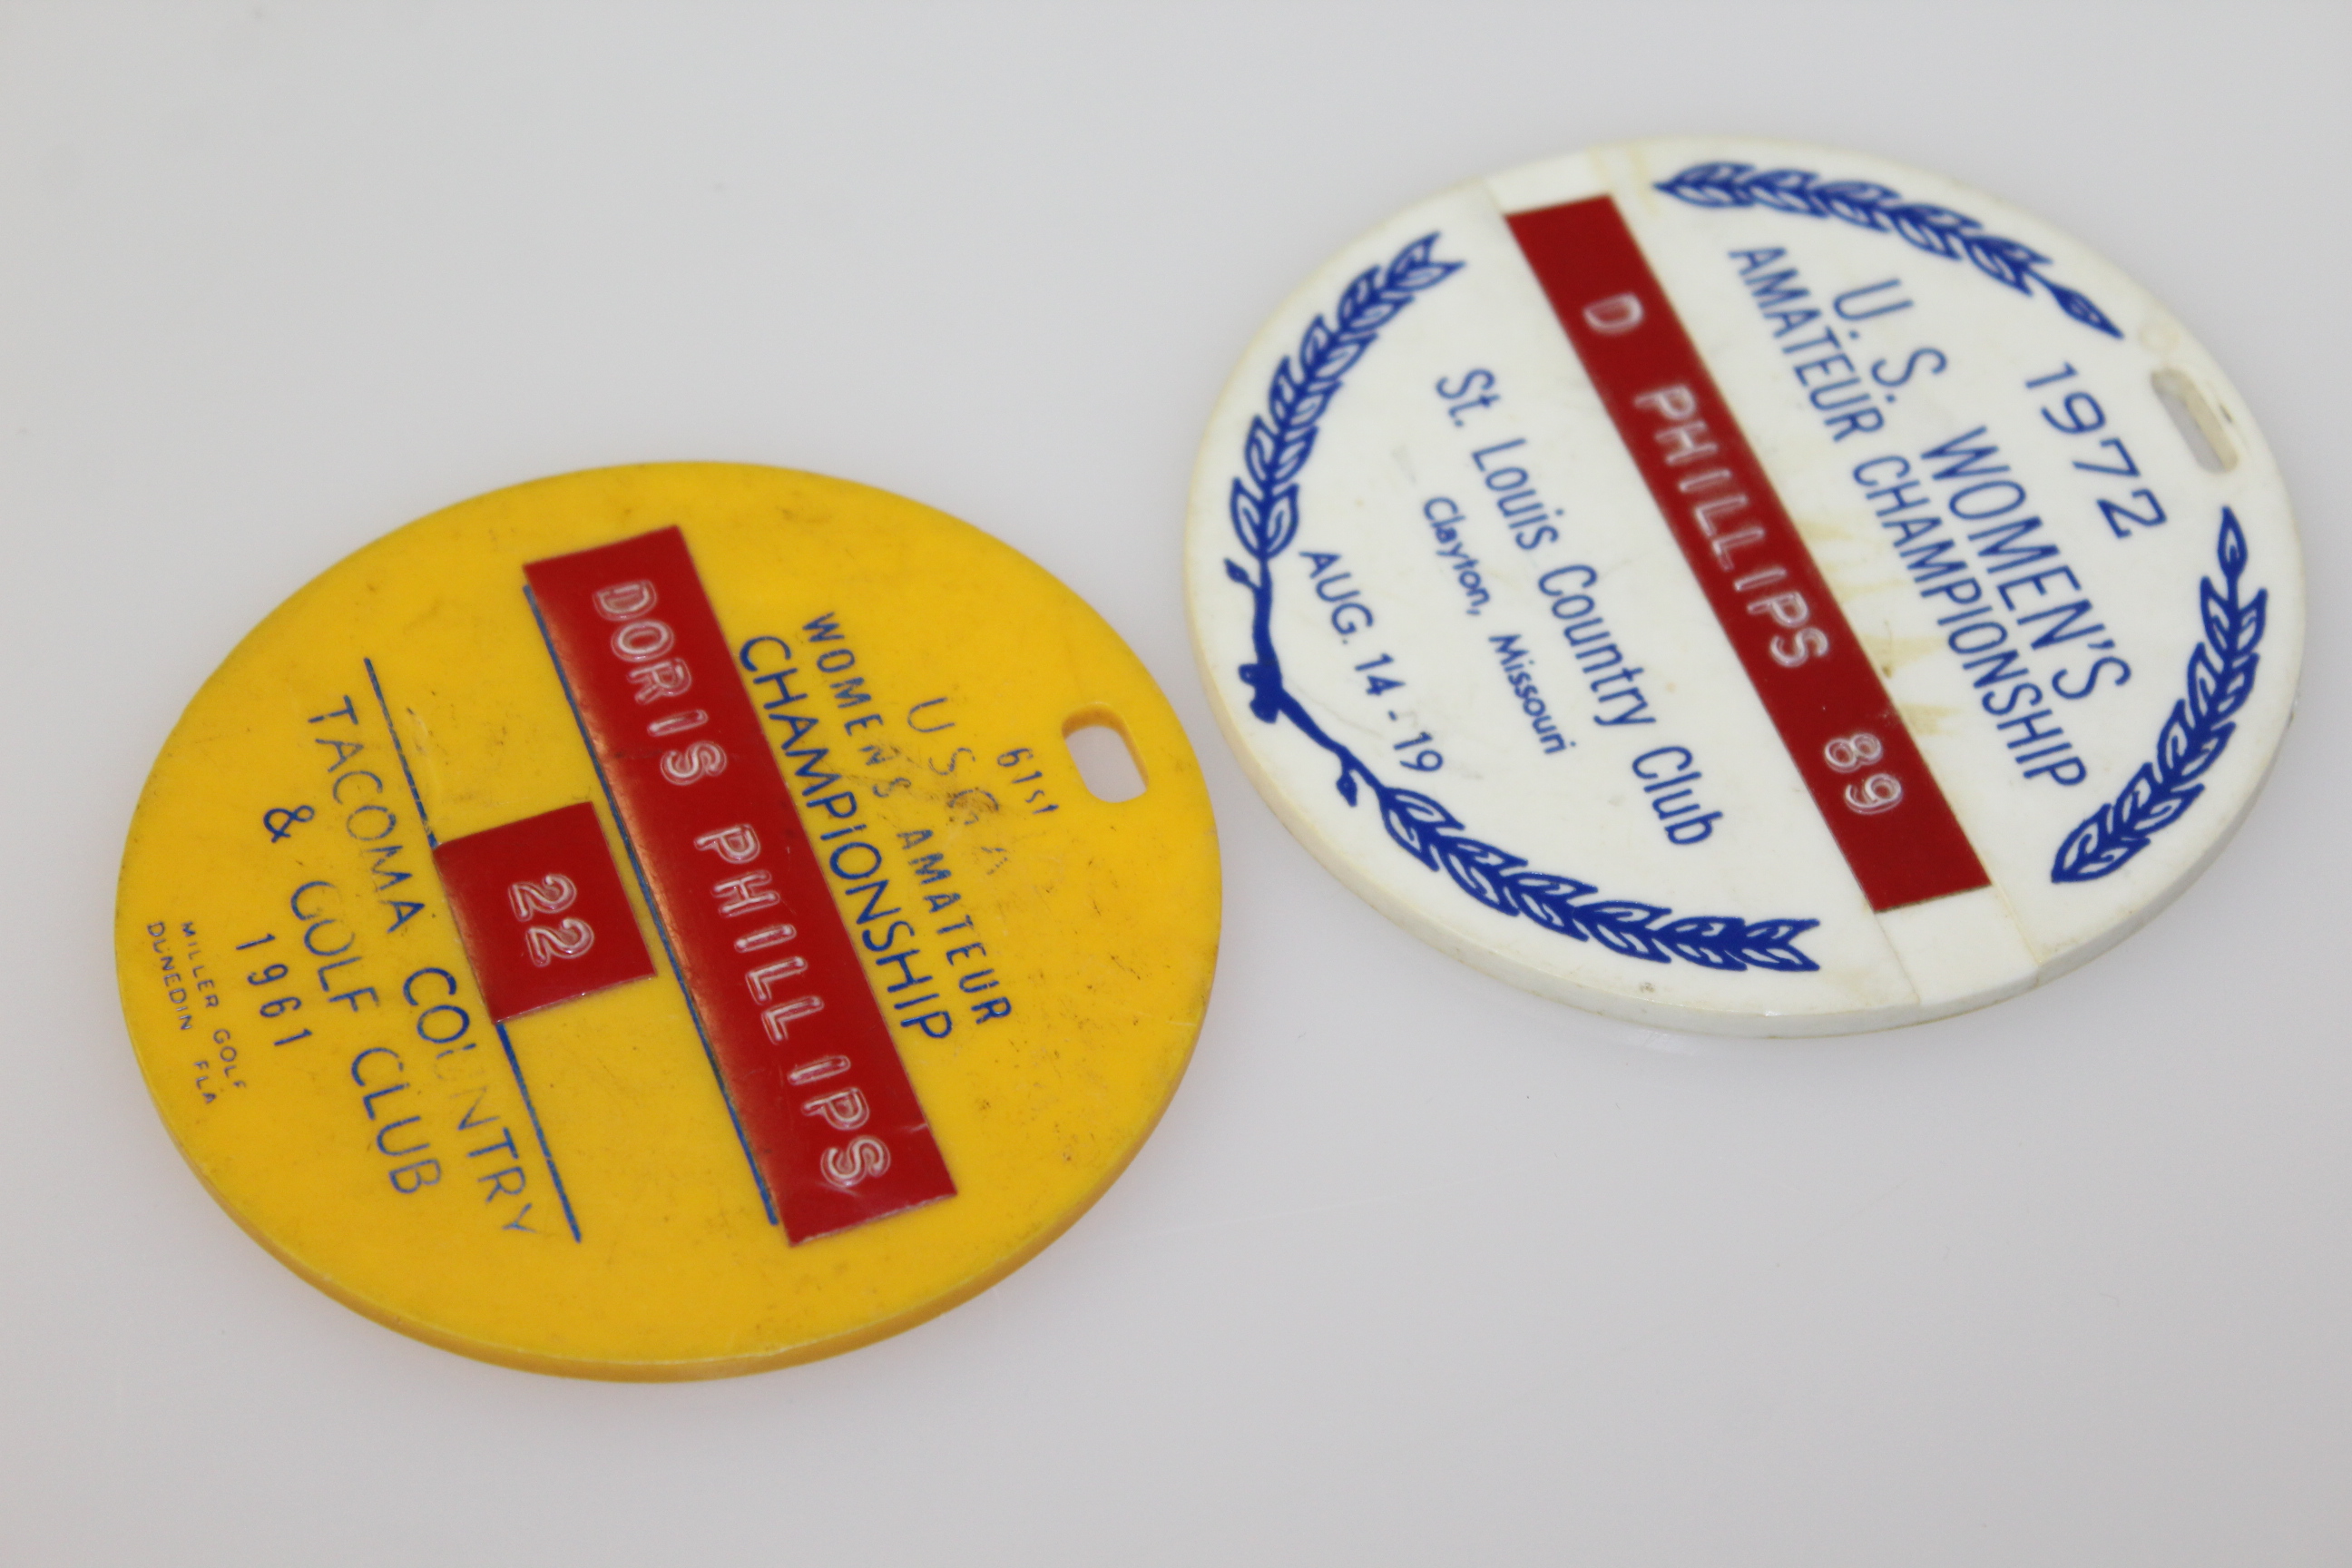 61st
U S G A
WOMENS AMATEUR
CHAMPIONSHIP
DORIS PHILLIPS
22
TACOMA COUNTRY
& GOLF CLUB
1961
MILLER GOLF
DUNEDIN FLA
1972
U. S. WOMEN'S
AMATEUR CHAMPIONSHIP
D PHILLIPS 89
St. Louis Country Club
Clayton, Missouri
AUG. 14 - 19